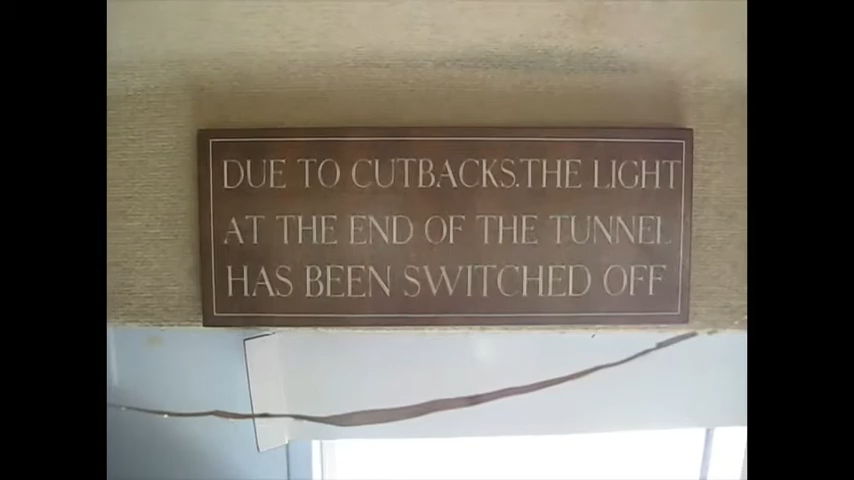 DUE TO CUTBACKS.THE LIGHT
AT THE END OF THE TUNNEL
HAS BEEN SWITCHED OFF